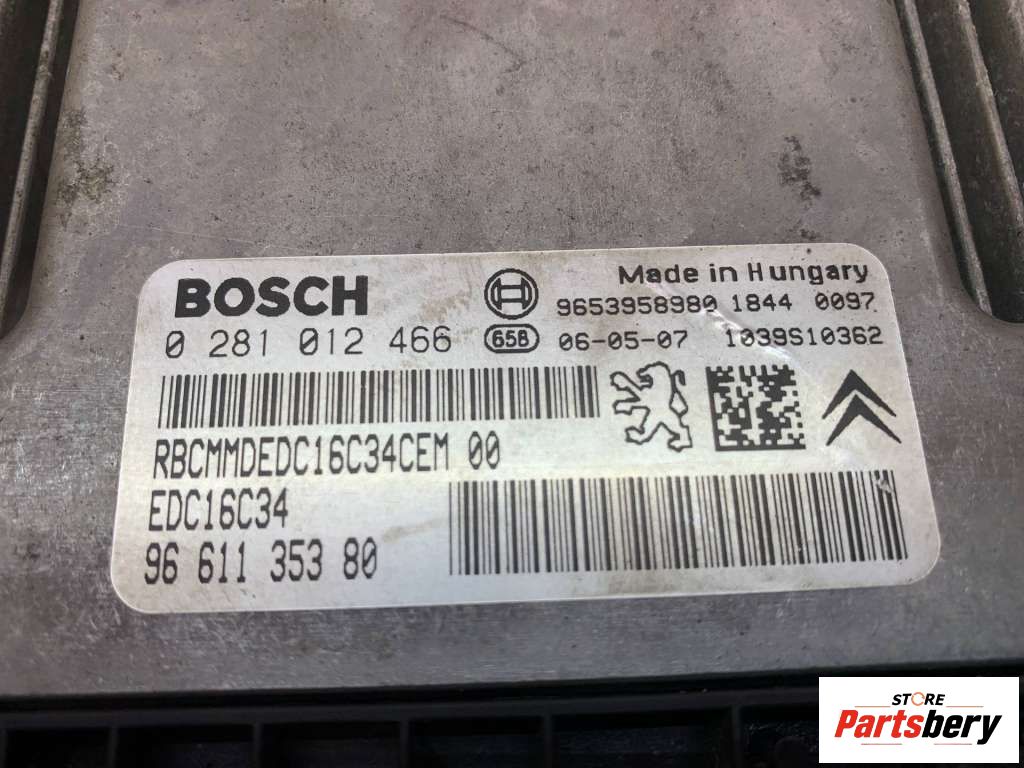 BOSCH
Made in Hungary
9653958980 1844 0097
0 281 012 466 65B 06-05-07 1039S10362
RBCMMDEDC16C34CEM 00
EDC16C34
96 611 353 80
STORE
Partsbery